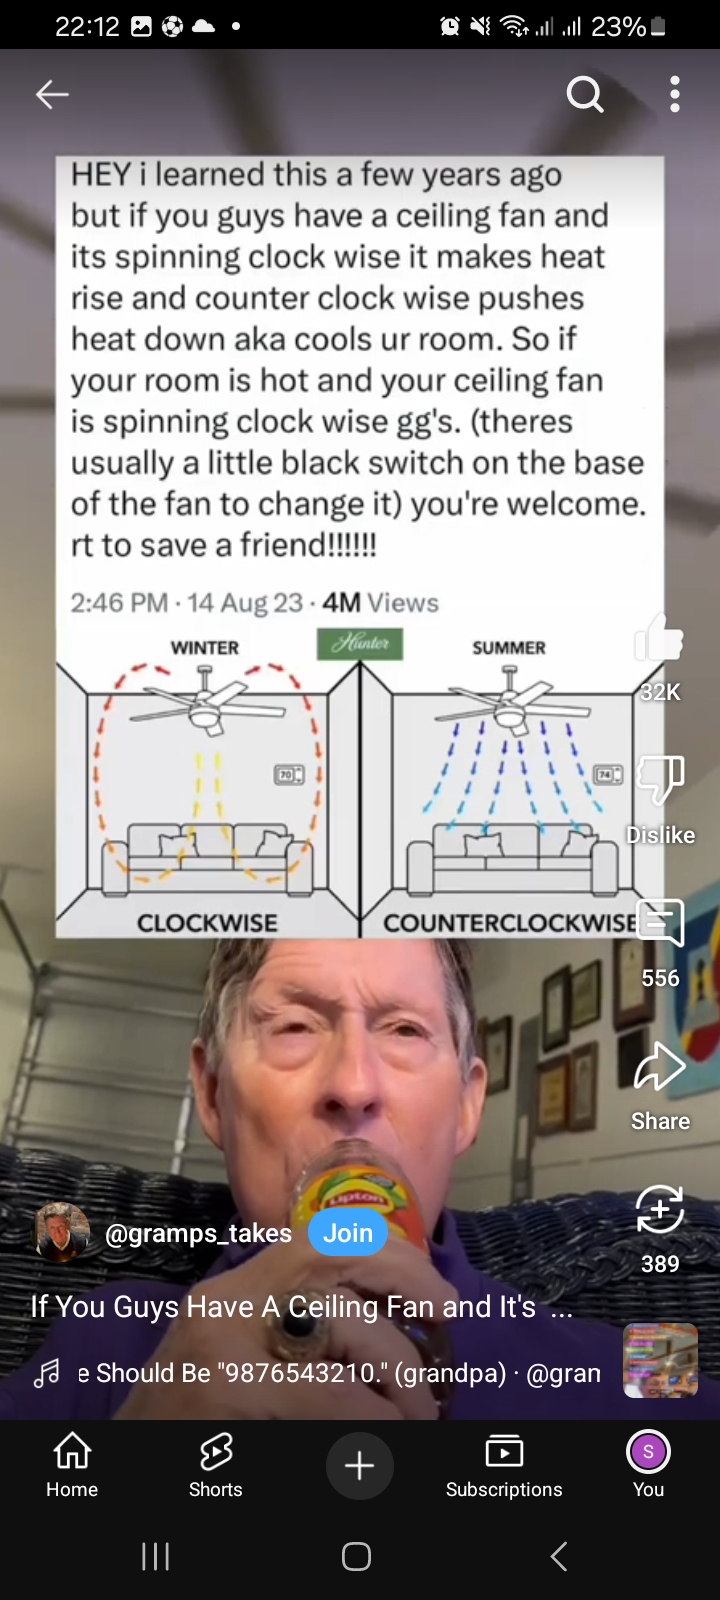 22:12
23%
HEY i learned this a few years ago
but if you guys have a ceiling fan and
its spinning clock wise it makes heat
rise and counter clock wise pushes
heat down aka cools ur room. So if
your room is hot and your ceiling fan
is spinning clock wise gg's. (theres
usually a little black switch on the base
of the fan to change it) you're welcome.
rt to save a friend!!!!!!
2:46 PM · 14 Aug 23 · 4M Views
WINTER
Hunter
SUMMER
70
74
CLOCKWISE
COUNTERCLOCKWISE
32K
Dislike
556
Share
389
Lipton
@gramps_takes
Join
If You Guys Have A Ceiling Fan and It's ...
e Should Be "9876543210." (grandpa) · @gran
Home
Shorts
Subscriptions
S
You